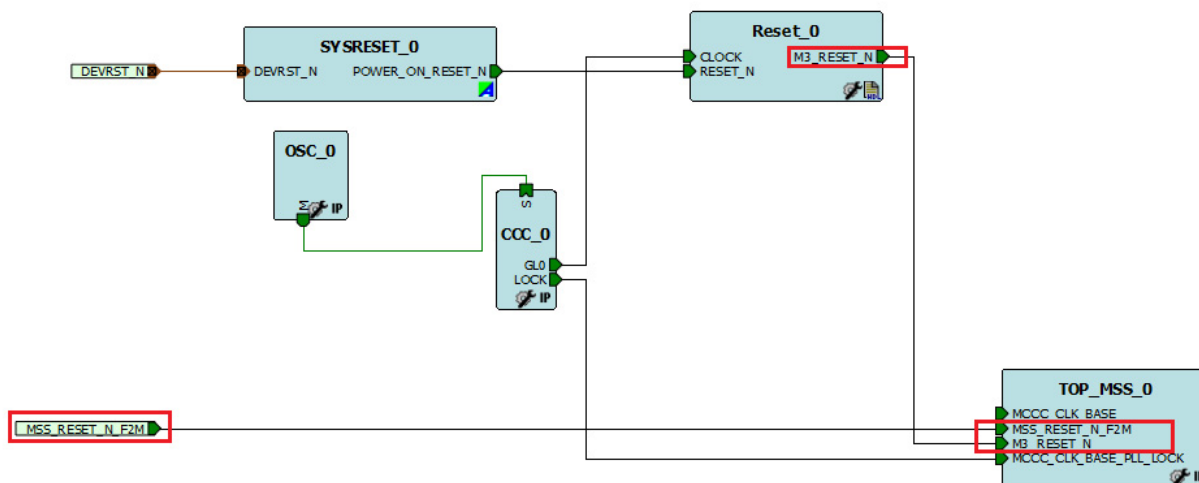 Reset_0
SYSRESET_0
CLOCK
M3_RESET_N
DEVRST_N
DEVRST_N
POWER_ON_RESET_N
RESET_N
HDL
OSC_0
IP
S
CCC_0
GL0
LOCK
IP
TOP_MSS_0
MCCC_CLK_BASE
MSS_RESET_N_F2M
MSS_RESET_N_F2M
M3_RESET_N
MCCC_CLK_BASE_PLL_LOCK